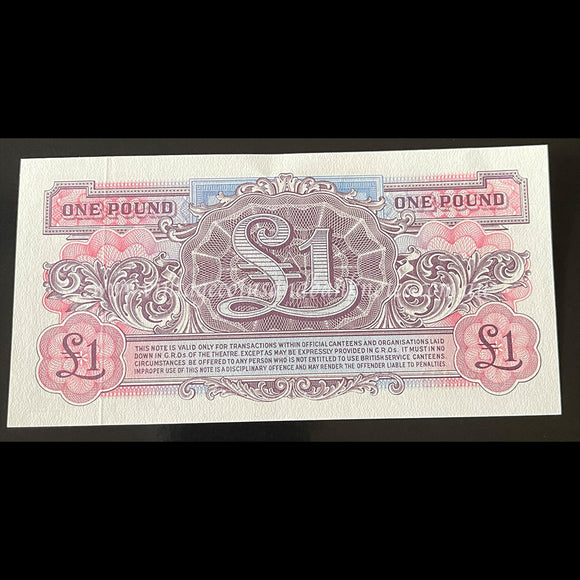 ONE POUND
ONE POUND
£1
THIS NOTE IS VALID ONLY FOR TRANSACTIONS WITHIN OFFICIAL CANTEENS AND ORGANISATIONS LAID
DOWN IN G.R.Os. OF THE THEATRE. EXCEPT AS MAY BE EXPRESSLY PROVIDED IN G.R.Os. IT MUST IN NO
CIRCUMSTANCES BE OFFERED TO ANY PERSON WHO IS NOT ENTITLED TO USE BRITISH SERVICE CANTEENS.
IMPROPER USE OF THIS NOTE IS A DISCIPLINARY OFFENCE AND MAY RENDER THE OFFENDER LIABLE TO PENALTIES
£1
£1